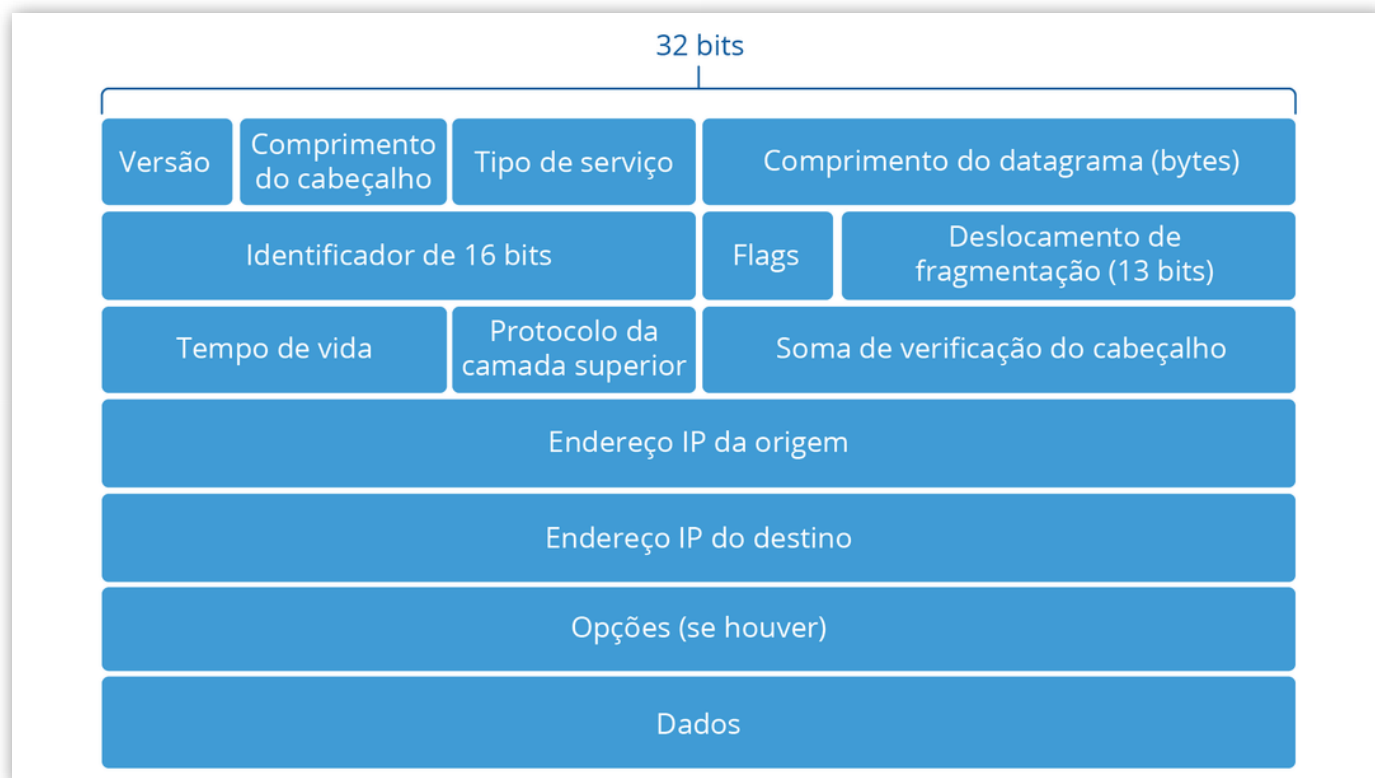 32 bits
Versão
Comprimento
do cabeçalho
Tipo de serviço
Comprimento do datagrama (bytes)
Identificador de 16 bits
Flags
Deslocamento de
fragmentação (13 bits)
Tempo de vida
Protocolo da
camada superior
Soma de verificação do cabeçalho
Endereço IP da origem
Endereço IP do destino
Opções (se houver)
Dados